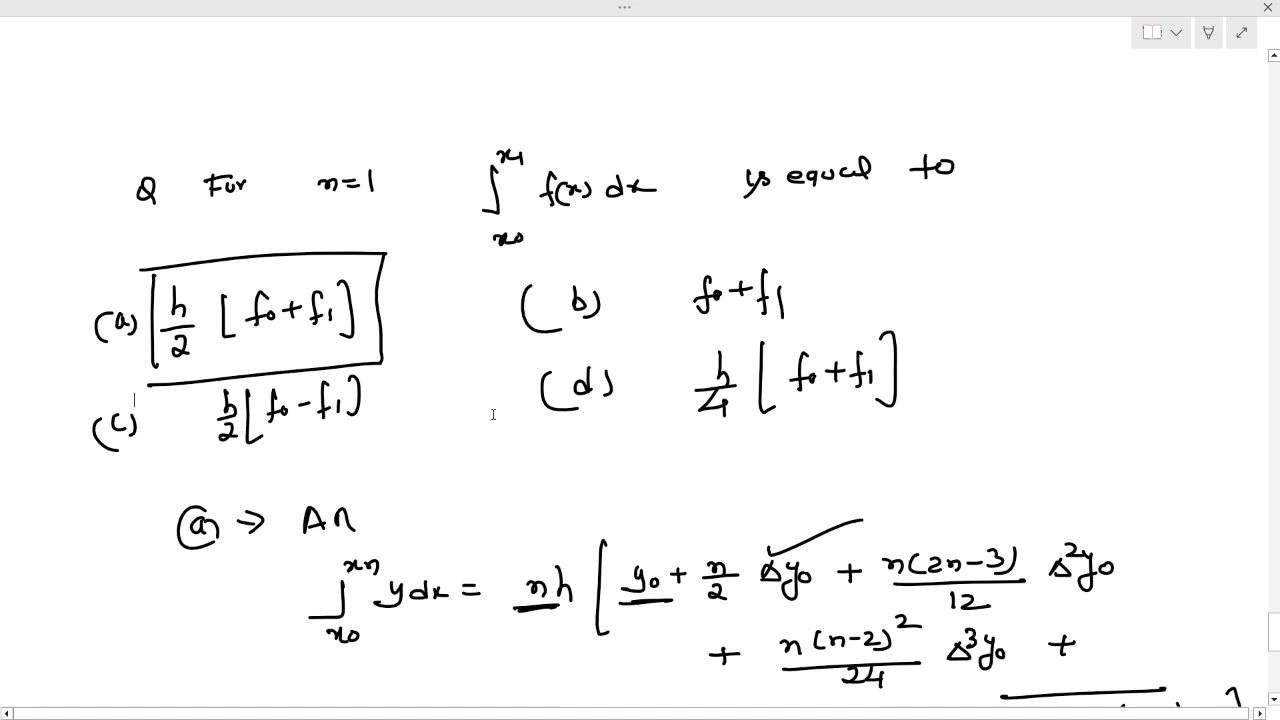 Q For n=1 ∫_{x0}^{x1} f(x) dx is equal to
(a) h/2 [f0+f1] (b) f0+f1
(c) h/2 [f0-f1] (d) h/4 [f0+f1]
(a) → An
∫_{x0}^{xn} y dx = nh [ y0 + n/2 Δy0 + n(2n-3)/12 Δ²y0
+ n(n-2)²/24 Δ³y0 +